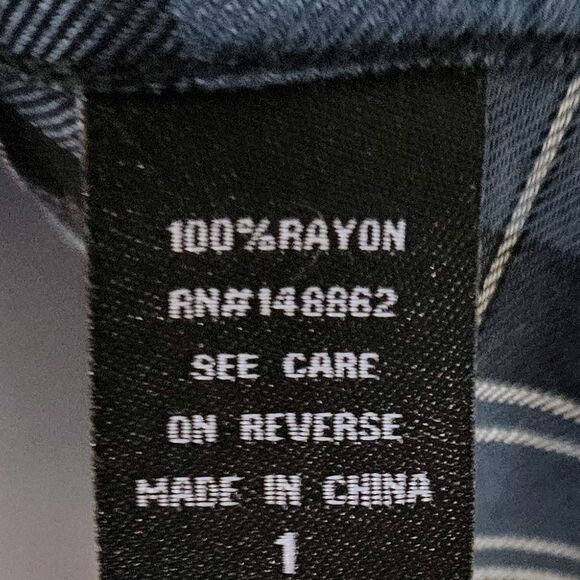 100%RAYON
RN#148862
SEE CARE
ON REVERSE
MADE IN CHINA
1